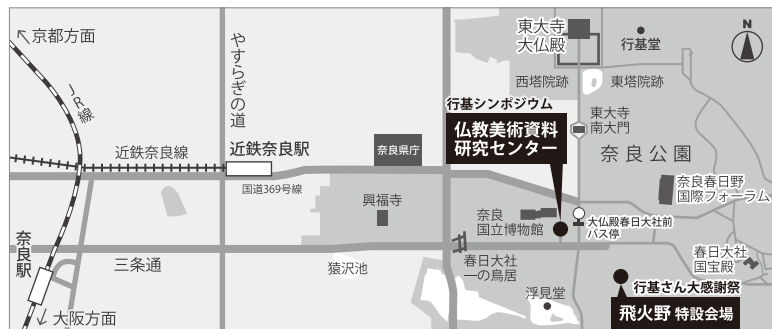 京都方面
JR線
やすらぎの道
近鉄奈良線
近鉄奈良駅
国道369号線
奈良県庁
興福寺
奈良駅
三条通
猿沢池
大阪方面
東大寺
大仏殿
行基堂
N
西塔院跡
東塔院跡
行基シンポジウム
仏教美術資料
研究センター
東大寺
南大門
奈良公園
奈良春日野
国際フォーラム
奈良
国立博物館
大仏殿春日大社前
バス停
春日大社
一の鳥居
春日大社
国宝殿
浮見堂
行基さん大感謝祭
飛火野 特設会場